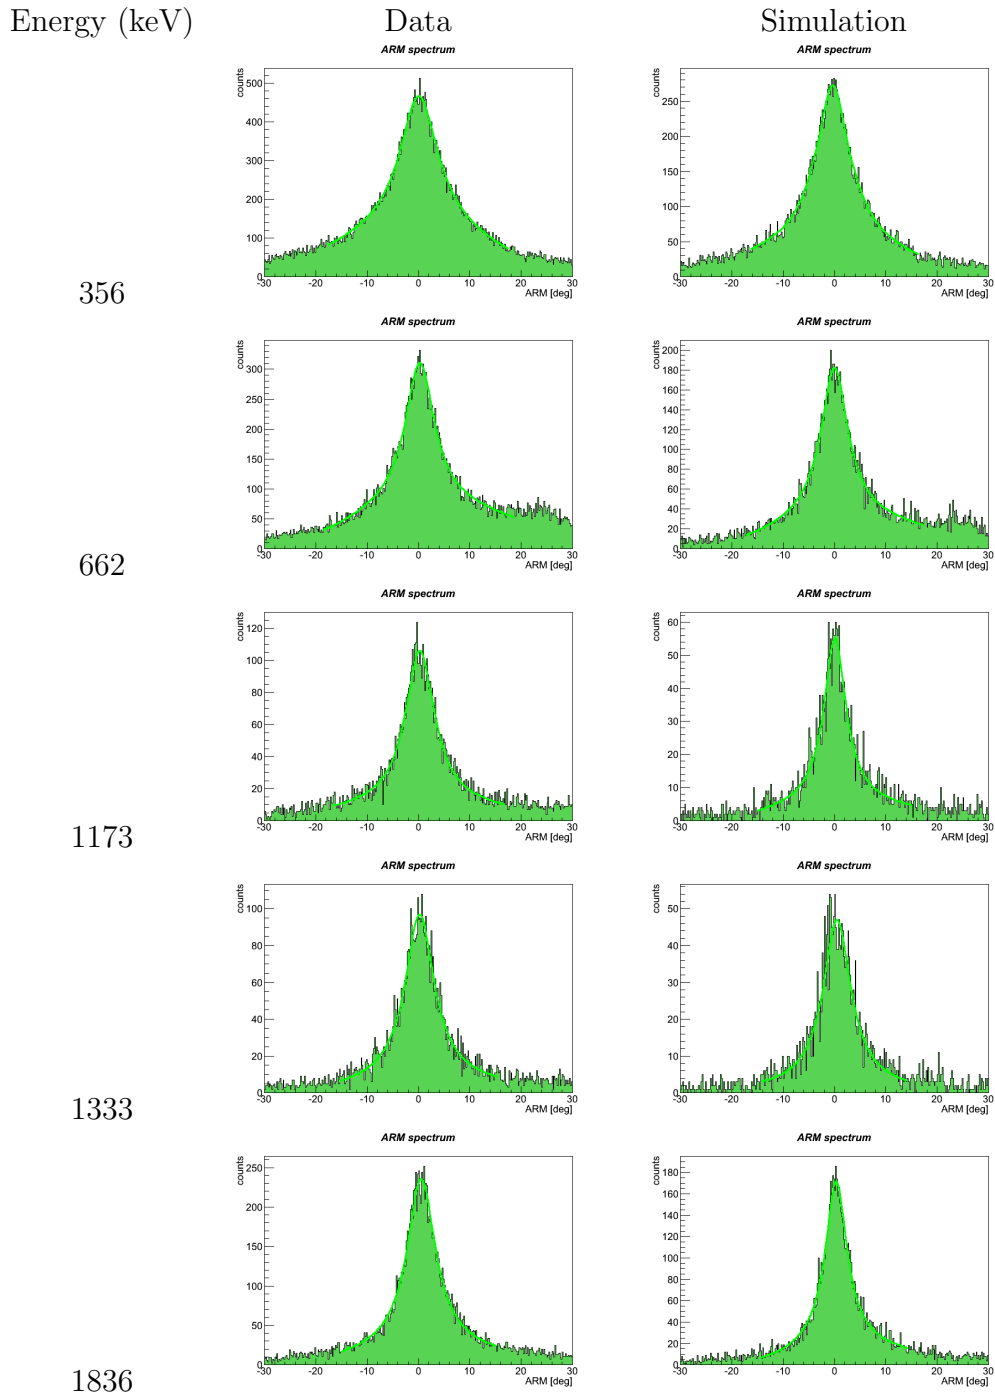 Energy (keV) Data Simulation
ARM spectrum ARM spectrum
counts counts
500 250
400 200
300 150
200 100
100 50
0 0
-30 -20 -10 0 10 20 30 -30 -20 -10 0 10 20 30
ARM [deg] ARM [deg]
356
ARM spectrum ARM spectrum
counts counts
300 200
250 180
200 160
150 140
100 120
50 100
0 80
60
40
20
0
-30 -20 -10 0 10 20 30 -30 -20 -10 0 10 20 30
ARM [deg] ARM [deg]
662
ARM spectrum ARM spectrum
counts counts
120 60
100 50
80 40
60 30
40 20
20 10
0 0
-30 -20 -10 0 10 20 30 -30 -20 -10 0 10 20 30
ARM [deg] ARM [deg]
1173
ARM spectrum ARM spectrum
counts counts
100 50
80 40
60 30
40 20
20 10
0 0
-30 -20 -10 0 10 20 30 -30 -20 -10 0 10 20 30
ARM [deg] ARM [deg]
1333
ARM spectrum ARM spectrum
counts counts
250 180
200 160
150 140
100 120
50 100
0 80
60
40
20
0
-30 -20 -10 0 10 20 30 -30 -20 -10 0 10 20 30
ARM [deg] ARM [deg]
1836